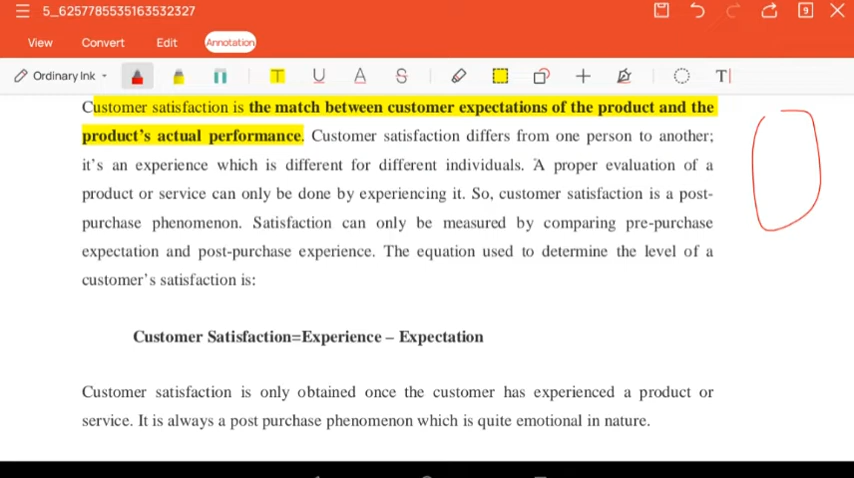 5_6257785535163532327
9
View Convert Edit Annotation
Ordinary Ink T U A S T
Customer satisfaction is the match between customer expectations of the product and the
product's actual performance. Customer satisfaction differs from one person to another;
it's an experience which is different for different individuals. A proper evaluation of a
product or service can only be done by experiencing it. So, customer satisfaction is a post-
purchase phenomenon. Satisfaction can only be measured by comparing pre-purchase
expectation and post-purchase experience. The equation used to determine the level of a
customer's satisfaction is:
Customer Satisfaction=Experience – Expectation
Customer satisfaction is only obtained once the customer has experienced a product or
service. It is always a post purchase phenomenon which is quite emotional in nature.